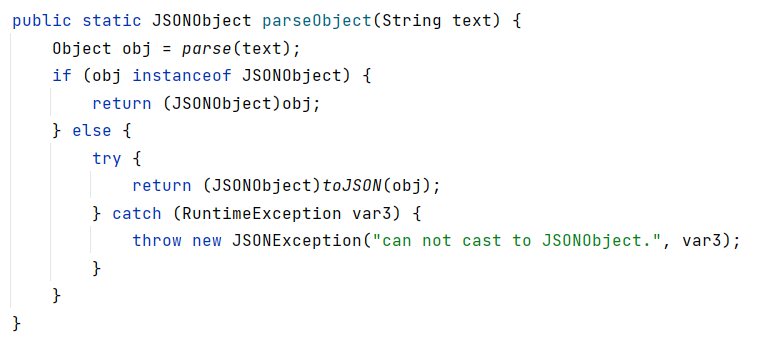 public static JSONObject parseObject(String text) {
    Object obj = parse(text);
    if (obj instanceof JSONObject) {
        return (JSONObject)obj;
    } else {
        try {
            return (JSONObject)toJSON(obj);
        } catch (RuntimeException var3) {
            throw new JSONException("can not cast to JSONObject.", var3);
        }
    }
}